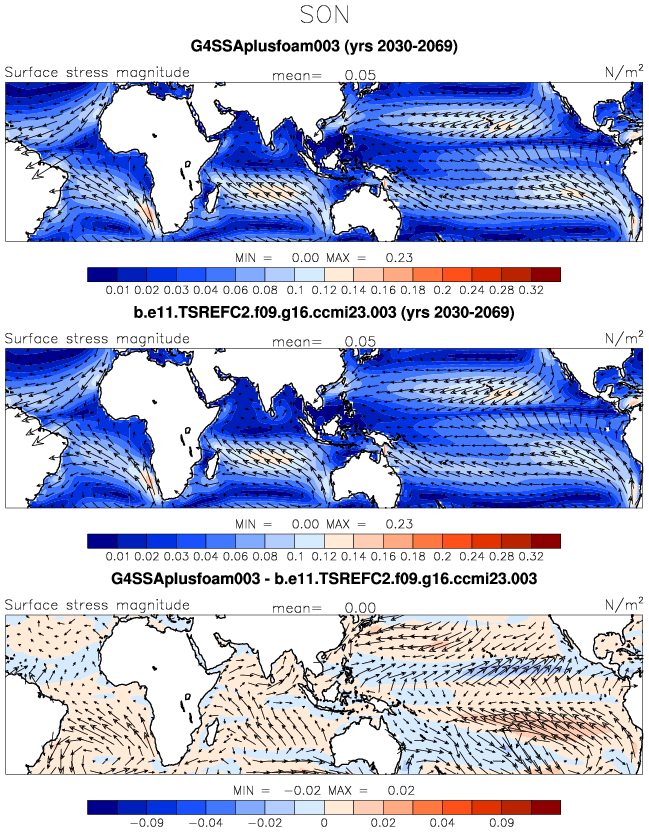 SON
G4SSAplusfoam003 (yrs 2030-2069)
Surface stress magnitude mean= 0.05 N/m²
MIN = 0.00 MAX = 0.23
0.01 0.02 0.03 0.04 0.06 0.08 0.1 0.12 0.14 0.16 0.18 0.2 0.24 0.28 0.32
b.e11.TSREFC2.f09.g16.ccmi23.003 (yrs 2030-2069)
Surface stress magnitude mean= 0.05 N/m²
MIN = 0.00 MAX = 0.23
0.01 0.02 0.03 0.04 0.06 0.08 0.1 0.12 0.14 0.16 0.18 0.2 0.24 0.28 0.32
G4SSAplusfoam003 - b.e11.TSREFC2.f09.g16.ccmi23.003
Surface stress magnitude mean= 0.00 N/m²
MIN = -0.02 MAX = 0.02
-0.09 -0.04 -0.02 0 0.02 0.04 0.09